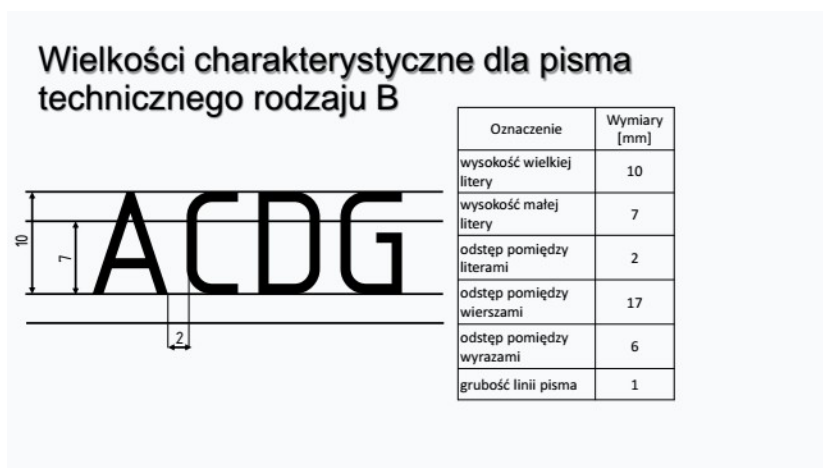 Wielkości charakterystyczne dla pisma
technicznego rodzaju B
Oznaczenie
Wymiary
[mm]
wysokość wielkiej
litery
10
wysokość małej
litery
7
odstęp pomiędzy
literami
2
odstęp pomiędzy
wierszami
17
odstęp pomiędzy
wyrazami
6
grubość linii pisma
1
ACDG
10
7
2